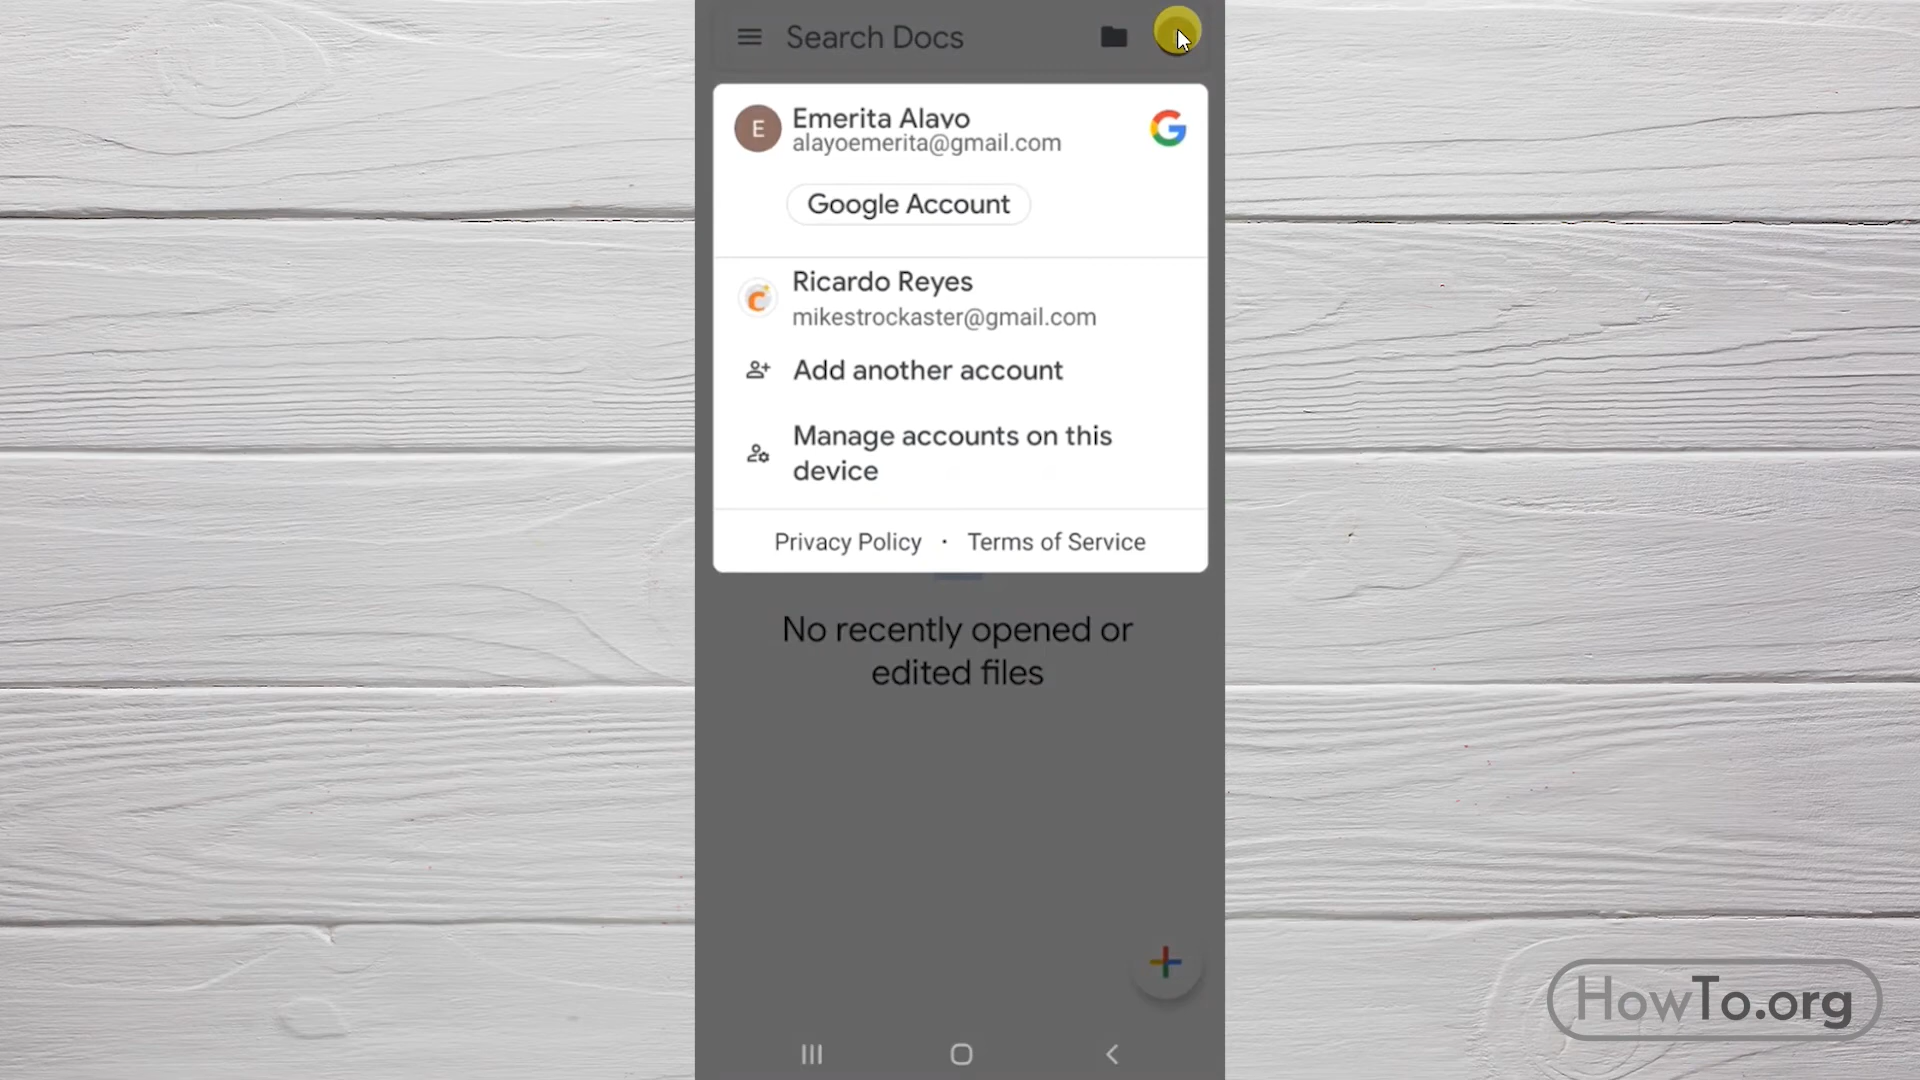 Search Docs
E
Emerita Alavo
alayoemerita@gmail.com
Google Account
Ricardo Reyes
mikestrockaster@gmail.com
Add another account
Manage accounts on this
device
Privacy Policy · Terms of Service
No recently opened or
edited files
HowTo.org